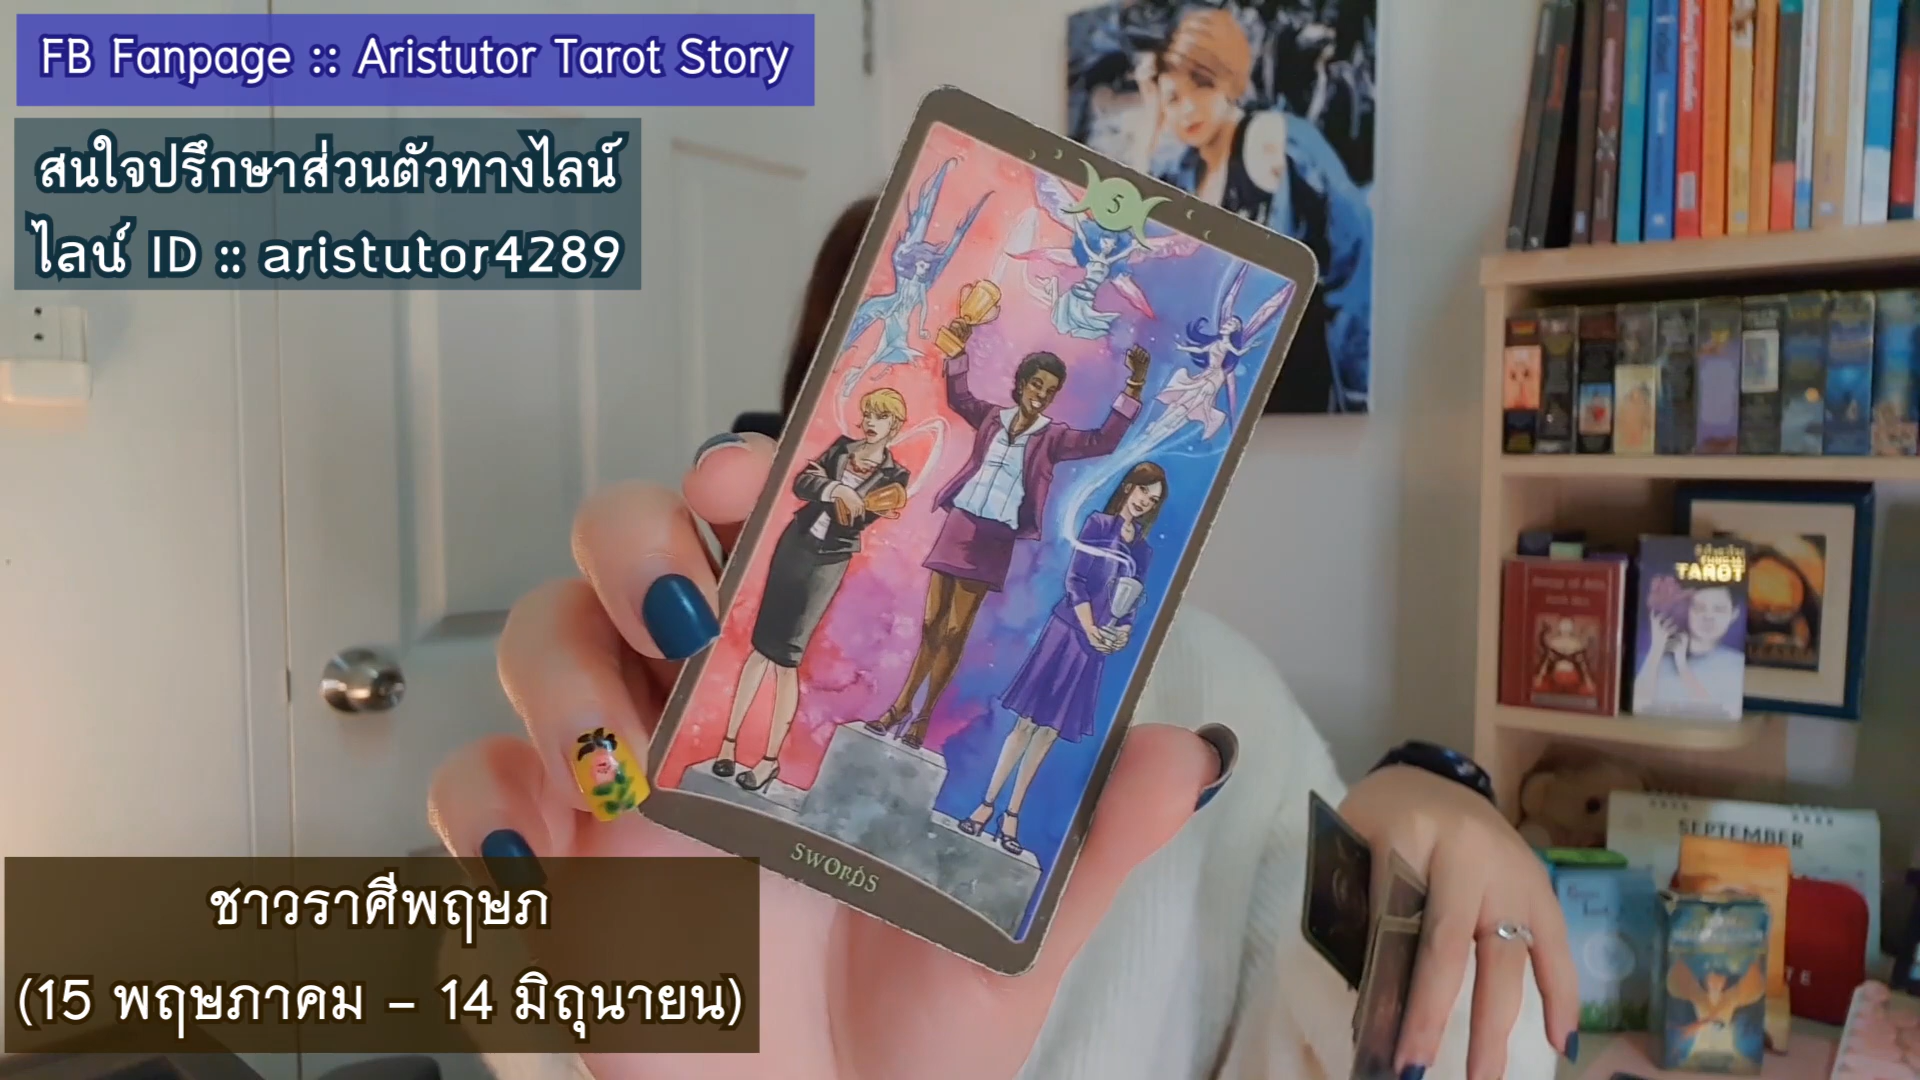 FB Fanpage :: Aristutor Tarot Story
สนใจปรึกษาส่วนตัวทางไลน์
ไลน์ ID :: aristutor4289
5
SWORDS
TAROT
SEPTEMBER
ชาวราศีพฤษภ
(15 พฤษภาคม – 14 มิถุนายน)